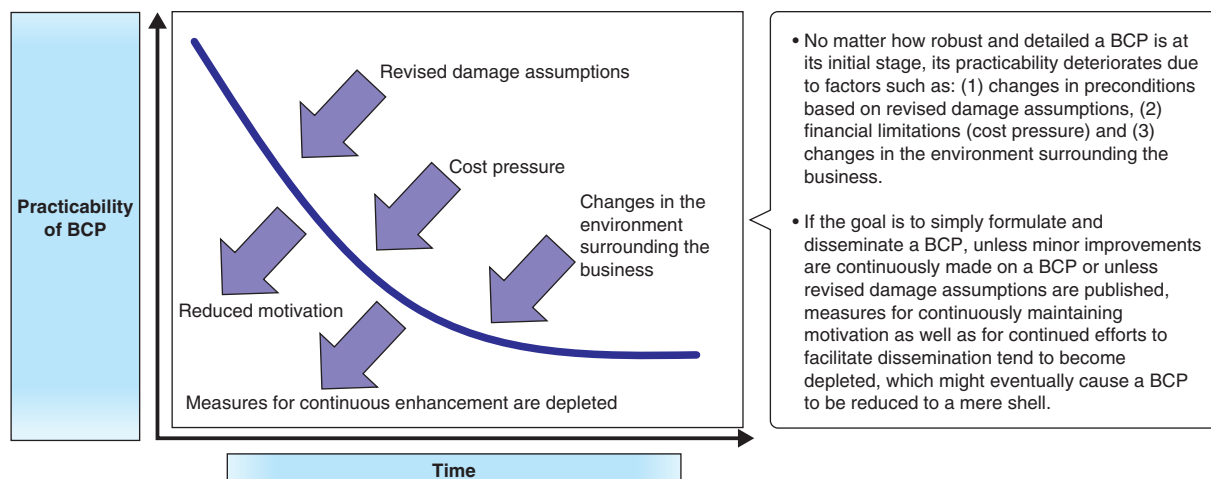 Practicability
of BCP
Revised damage assumptions
Cost pressure
Changes in the
environment
surrounding the
business
Reduced motivation
Measures for continuous enhancement are depleted
Time
• No matter how robust and detailed a BCP is at
its initial stage, its practicability deteriorates due
to factors such as: (1) changes in preconditions
based on revised damage assumptions, (2)
financial limitations (cost pressure) and (3)
changes in the environment surrounding the
business.
• If the goal is to simply formulate and
disseminate a BCP, unless minor improvements
are continuously made on a BCP or unless
revised damage assumptions are published,
measures for continuously maintaining
motivation as well as for continued efforts to
facilitate dissemination tend to become
depleted, which might eventually cause a BCP
to be reduced to a mere shell.